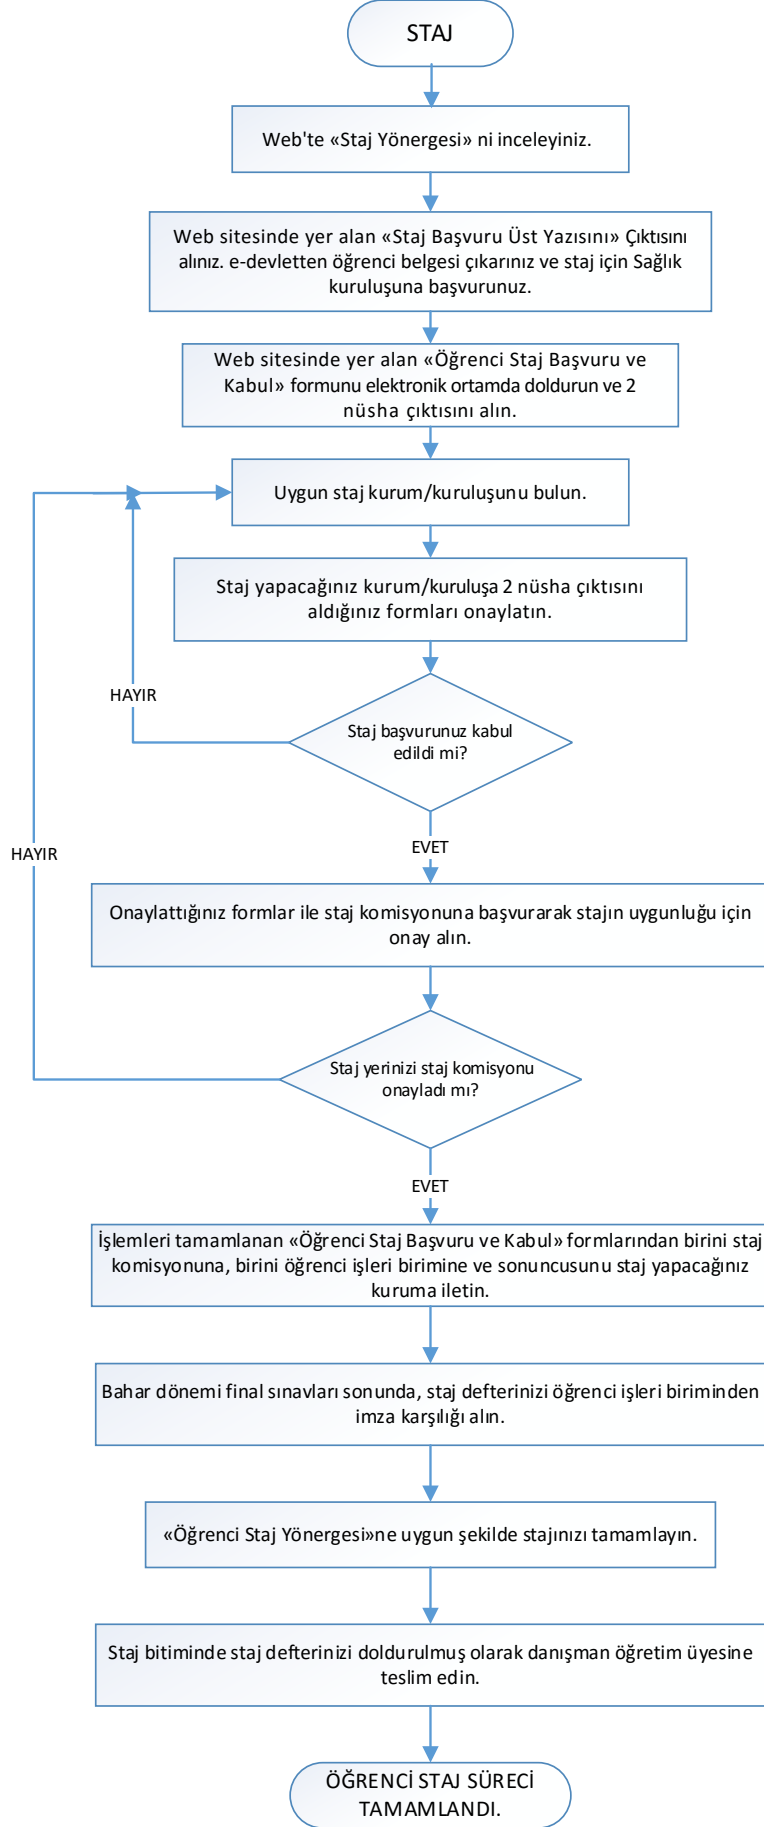 STAJ
Web'te «Staj Yönergesi» ni inceleyiniz.
Web sitesinde yer alan «Staj Başvuru Üst Yazısını» Çıktısını
alınız. e-devletten öğrenci belgesi çıkarınız ve staj için Sağlık
kuruluşuna başvurunuz.
Web sitesinde yer alan «Öğrenci Staj Başvuru ve
Kabul» formunu elektronik ortamda doldurun ve 2
nüsha çıktısını alın.
Uygun staj kurum/kuruluşunu bulun.
Staj yapacağınız kurum/kuruluşa 2 nüsha çıktısını
aldığınız formları onaylatın.
HAYIR
Staj başvurunuz kabul
edildi mi?
EVET
HAYIR
Onaylattığınız formlar ile staj komisyonuna başvurarak stajın uygunluğu için
onay alın.
Staj yerinizi staj komisyonu
onayladı mı?
EVET
İşlemleri tamamlanan «Öğrenci Staj Başvuru ve Kabul» formlarından birini staj
komisyonuna, birini öğrenci işleri birimine ve sonuncusunu staj yapacağınız
kuruma iletin.
Bahar dönemi final sınavları sonunda, staj defterinizi öğrenci işleri biriminden
imza karşılığı alın.
«Öğrenci Staj Yönergesi»ne uygun şekilde stajınızı tamamlayın.
Staj bitiminde staj defterinizi doldurulmuş olarak danışman öğretim üyesine
teslim edin.
ÖĞRENCİ STAJ SÜRECİ
TAMAMLANDI.